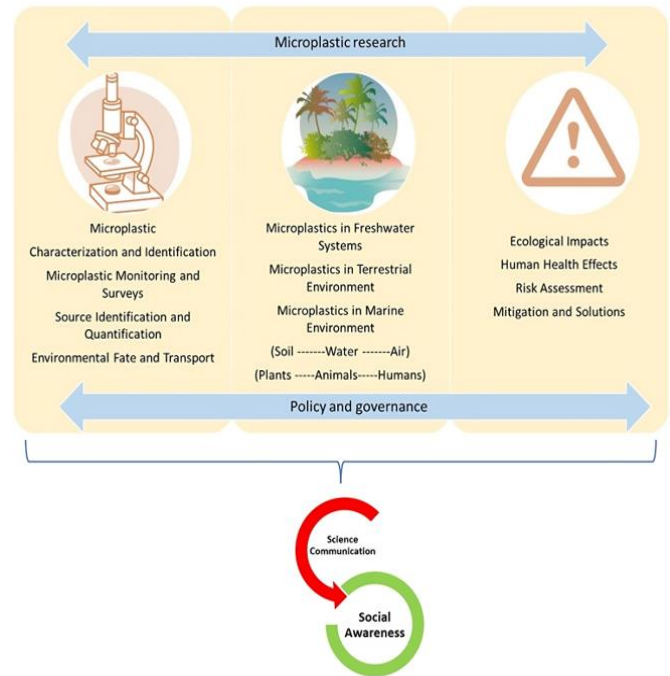 Microplastic research
Microplastic
Characterization and Identification
Microplastic Monitoring and
Surveys
Source Identification and
Quantification
Environmental Fate and Transport
Microplastics in Freshwater
Systems
Microplastics in Terrestrial
Environment
Microplastics in Marine
Environment
(Soil -------Water -------Air)
(Plants -----Animals-----Humans)
Ecological Impacts
Human Health Effects
Risk Assessment
Mitigation and Solutions
Policy and governance
Science
Communication
Social
Awareness